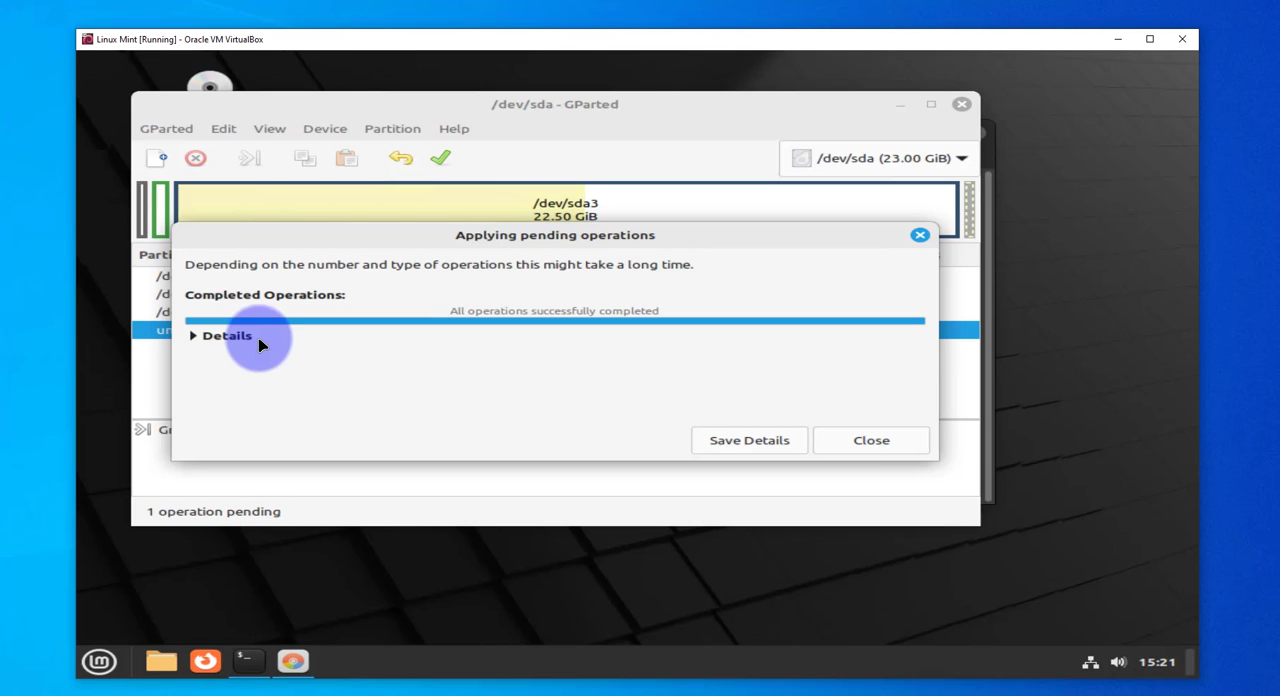 Linux Mint [Running] - Oracle VM VirtualBox
/dev/sda - GParted
GParted Edit View Device Partition Help
/dev/sda (23.00 GiB)
/dev/sda3
22.50 GiB
Applying pending operations
Parti
Depending on the number and type of operations this might take a long time.
/d
Completed Operations:
/d
All operations successfully completed
/d
un
Details
G
Save Details Close
1 operation pending
15:21